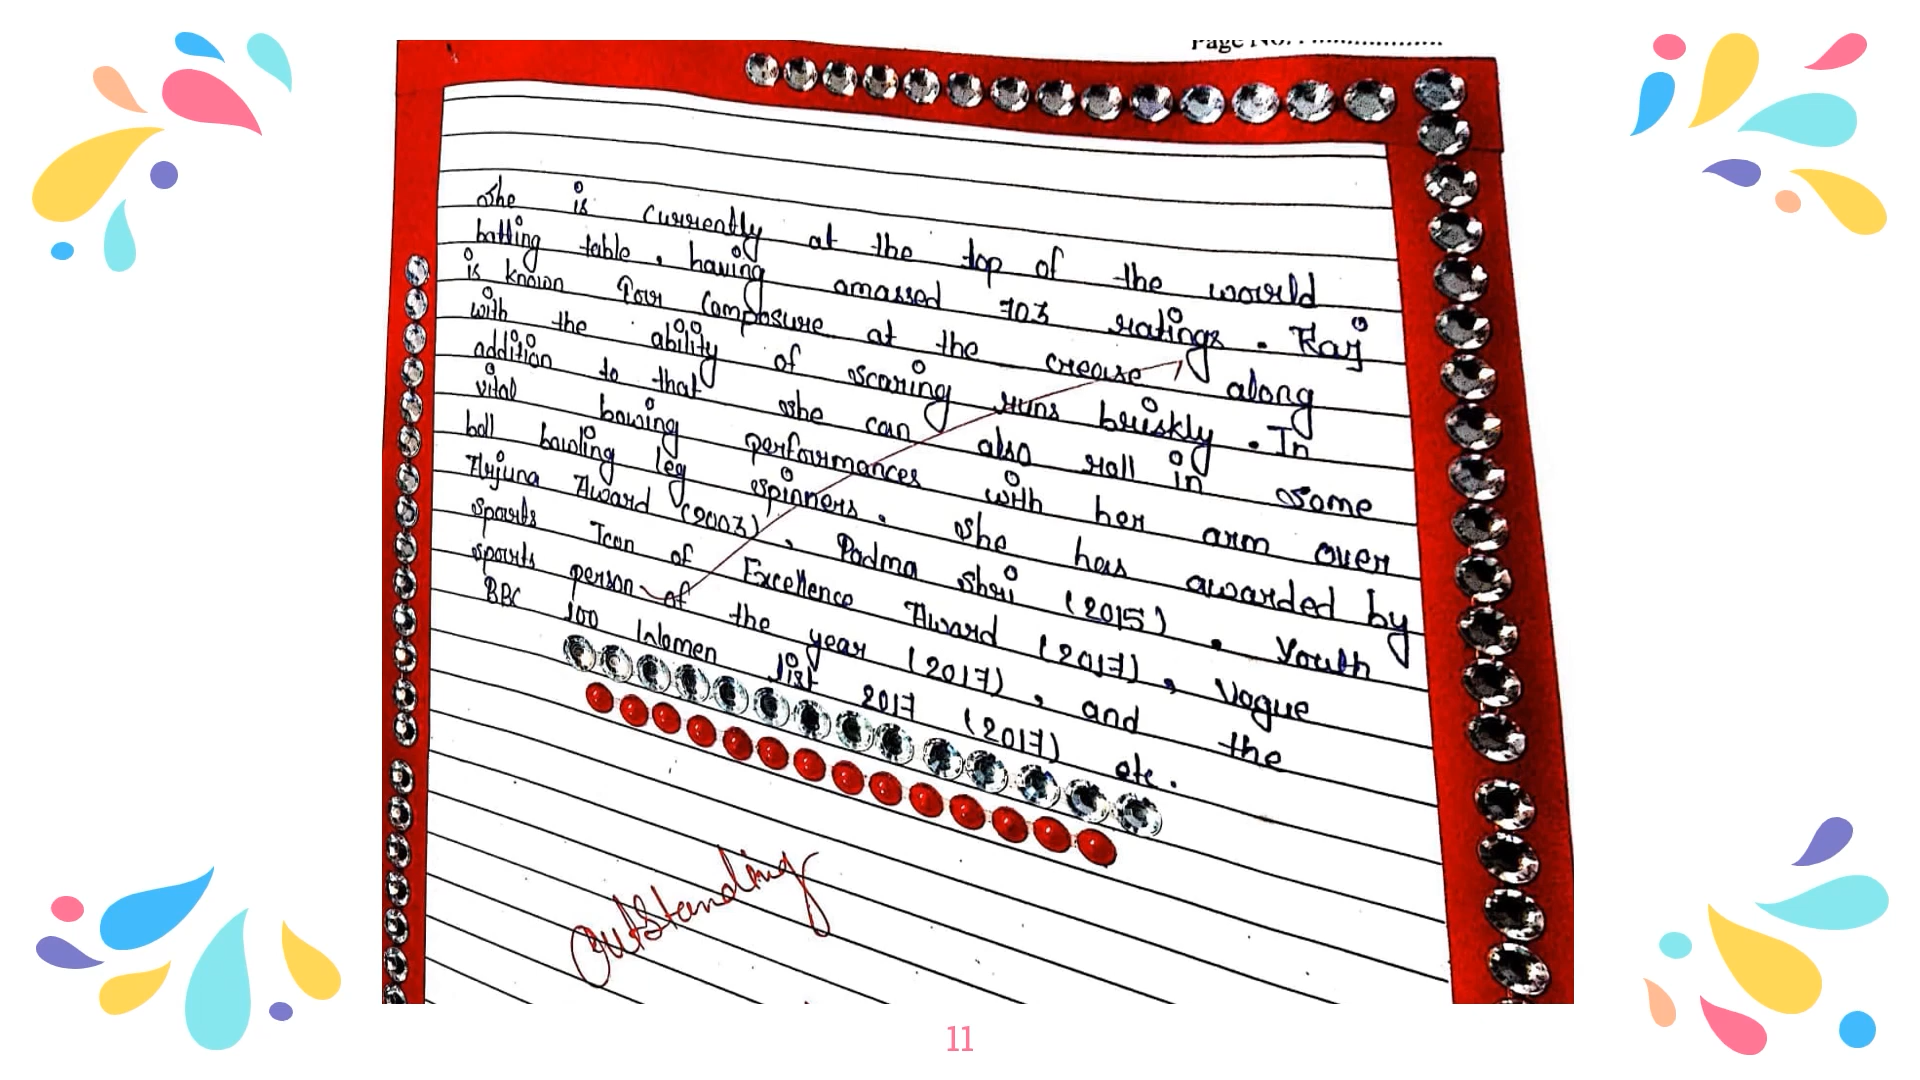 Page No. : ....................
She is currently at the top of the world
batting table, having amassed 703 ratings. Raj
is known for composure at the crease along
with the ability of scoring runs briskly. In
addition to that she can also roll in some
vital bowing performances with her arm over
boll bowling leg spinners. She has awarded by
Arjuna Award (2003), Padma Shri (2015). Youth
Sports Icon of Excellence Award (2017), Vogue
sports person of the year (2017), and the
BBC 100 Women list 2017 (2017) etc.
Outstanding
11